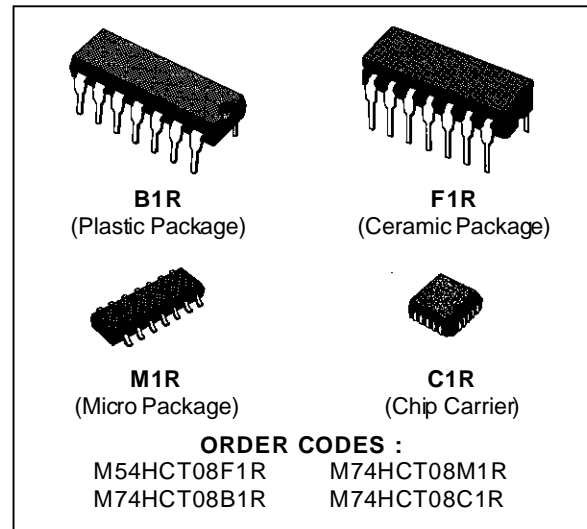 B1R
(Plastic Package)
F1R
(Ceramic Package)
M1R
(Micro Package)
C1R
(Chip Carrier)
ORDER CODES :
M54HCT08F1R M74HCT08M1R
M74HCT08B1R M74HCT08C1R